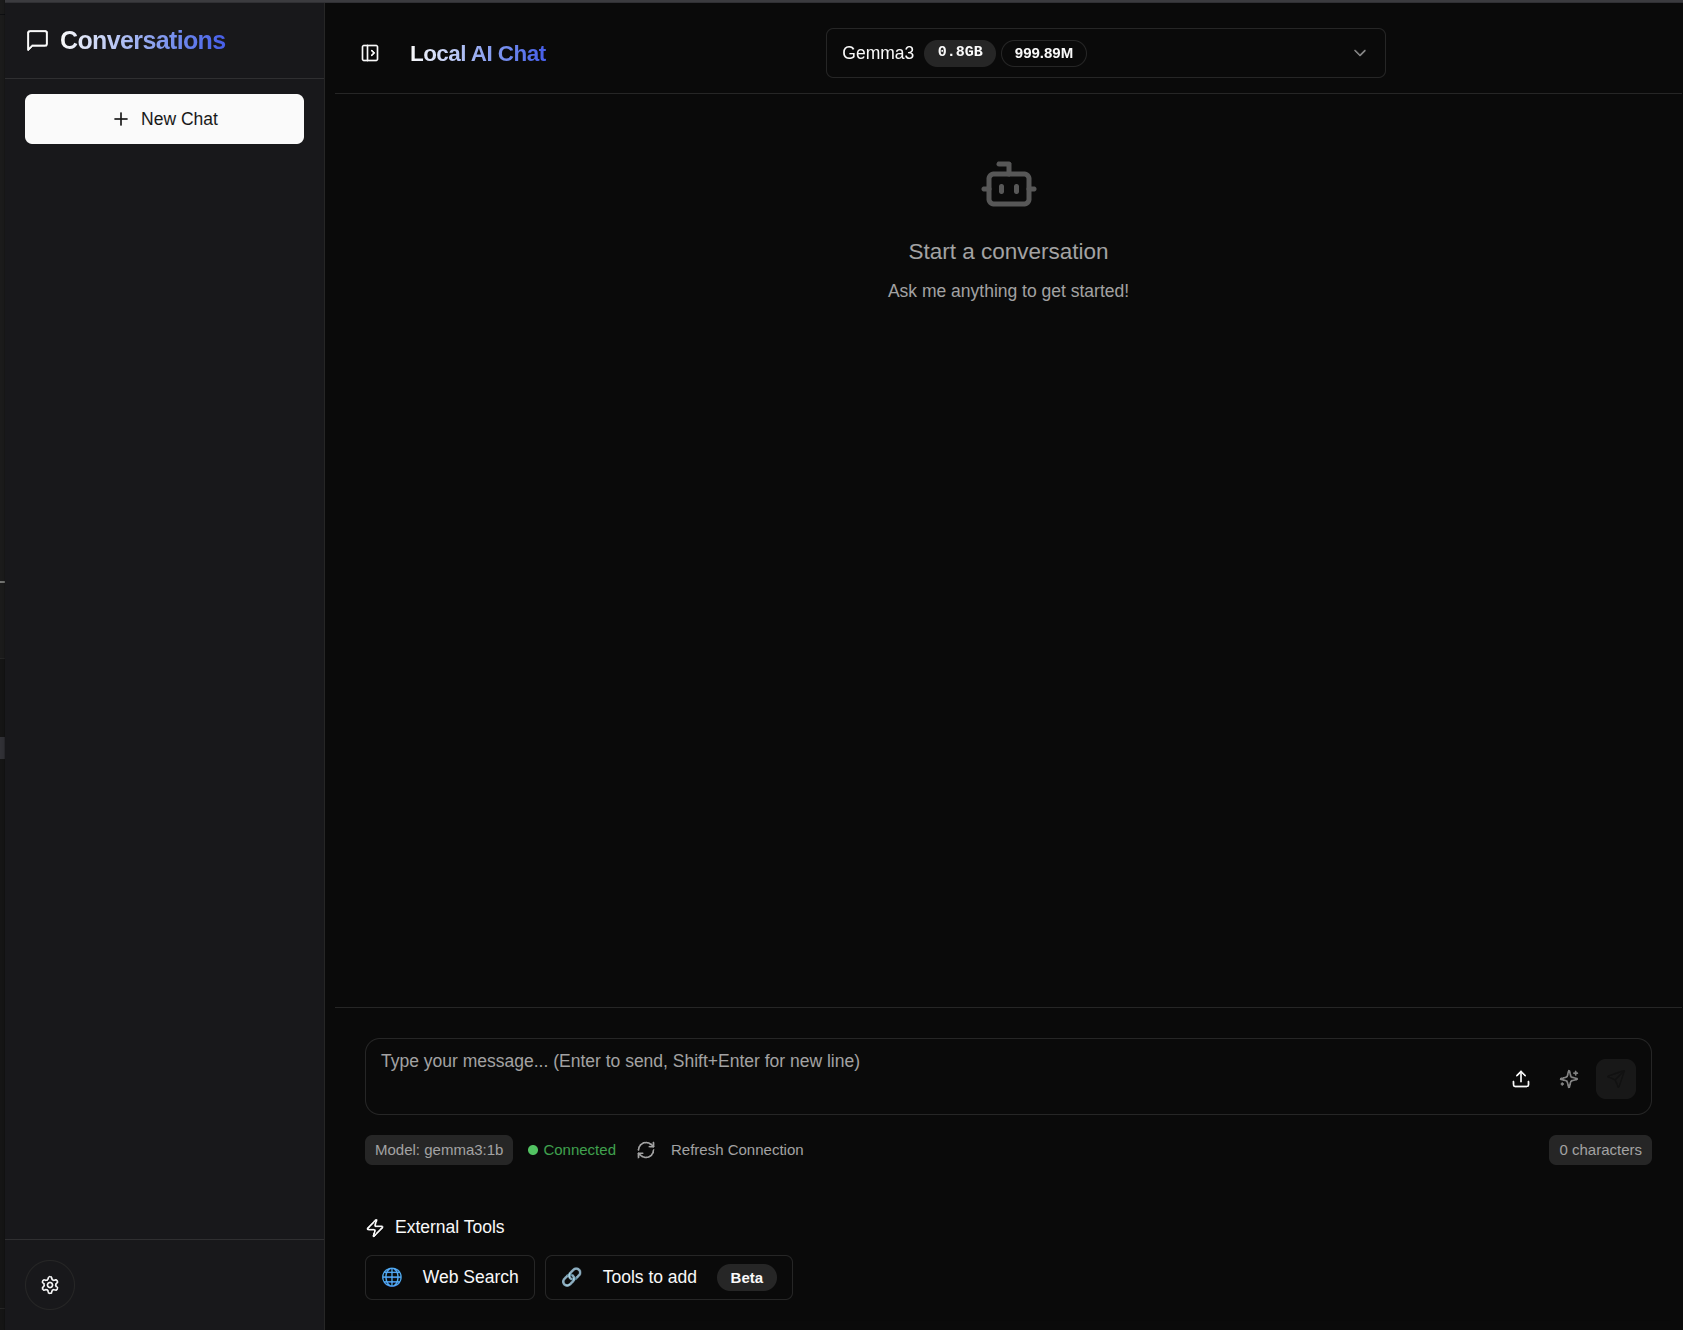 Conversations
New Chat
Local AI Chat
Gemma3 0.8GB 999.89M
Start a conversation
Ask me anything to get started!
Type your message... (Enter to send, Shift+Enter for new line)
Model: gemma3:1b Connected Refresh Connection 0 characters
External Tools
Web Search Tools to add Beta